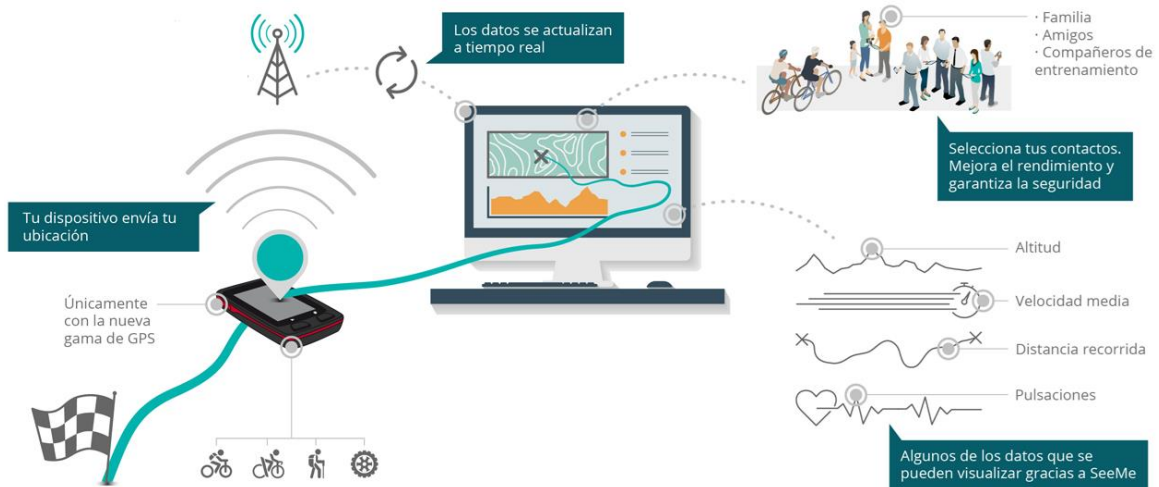 Los datos se actualizan
a tiempo real
· Familia
· Amigos
· Compañeros de
entrenamiento
Selecciona tus contactos.
Mejora el rendimiento y
garantiza la seguridad
Tu dispositivo envía tu
ubicación
Únicamente
con la nueva
gama de GPS
Altitud
Velocidad media
Distancia recorrida
Pulsaciones
Algunos de los datos que se
pueden visualizar gracias a SeeMe